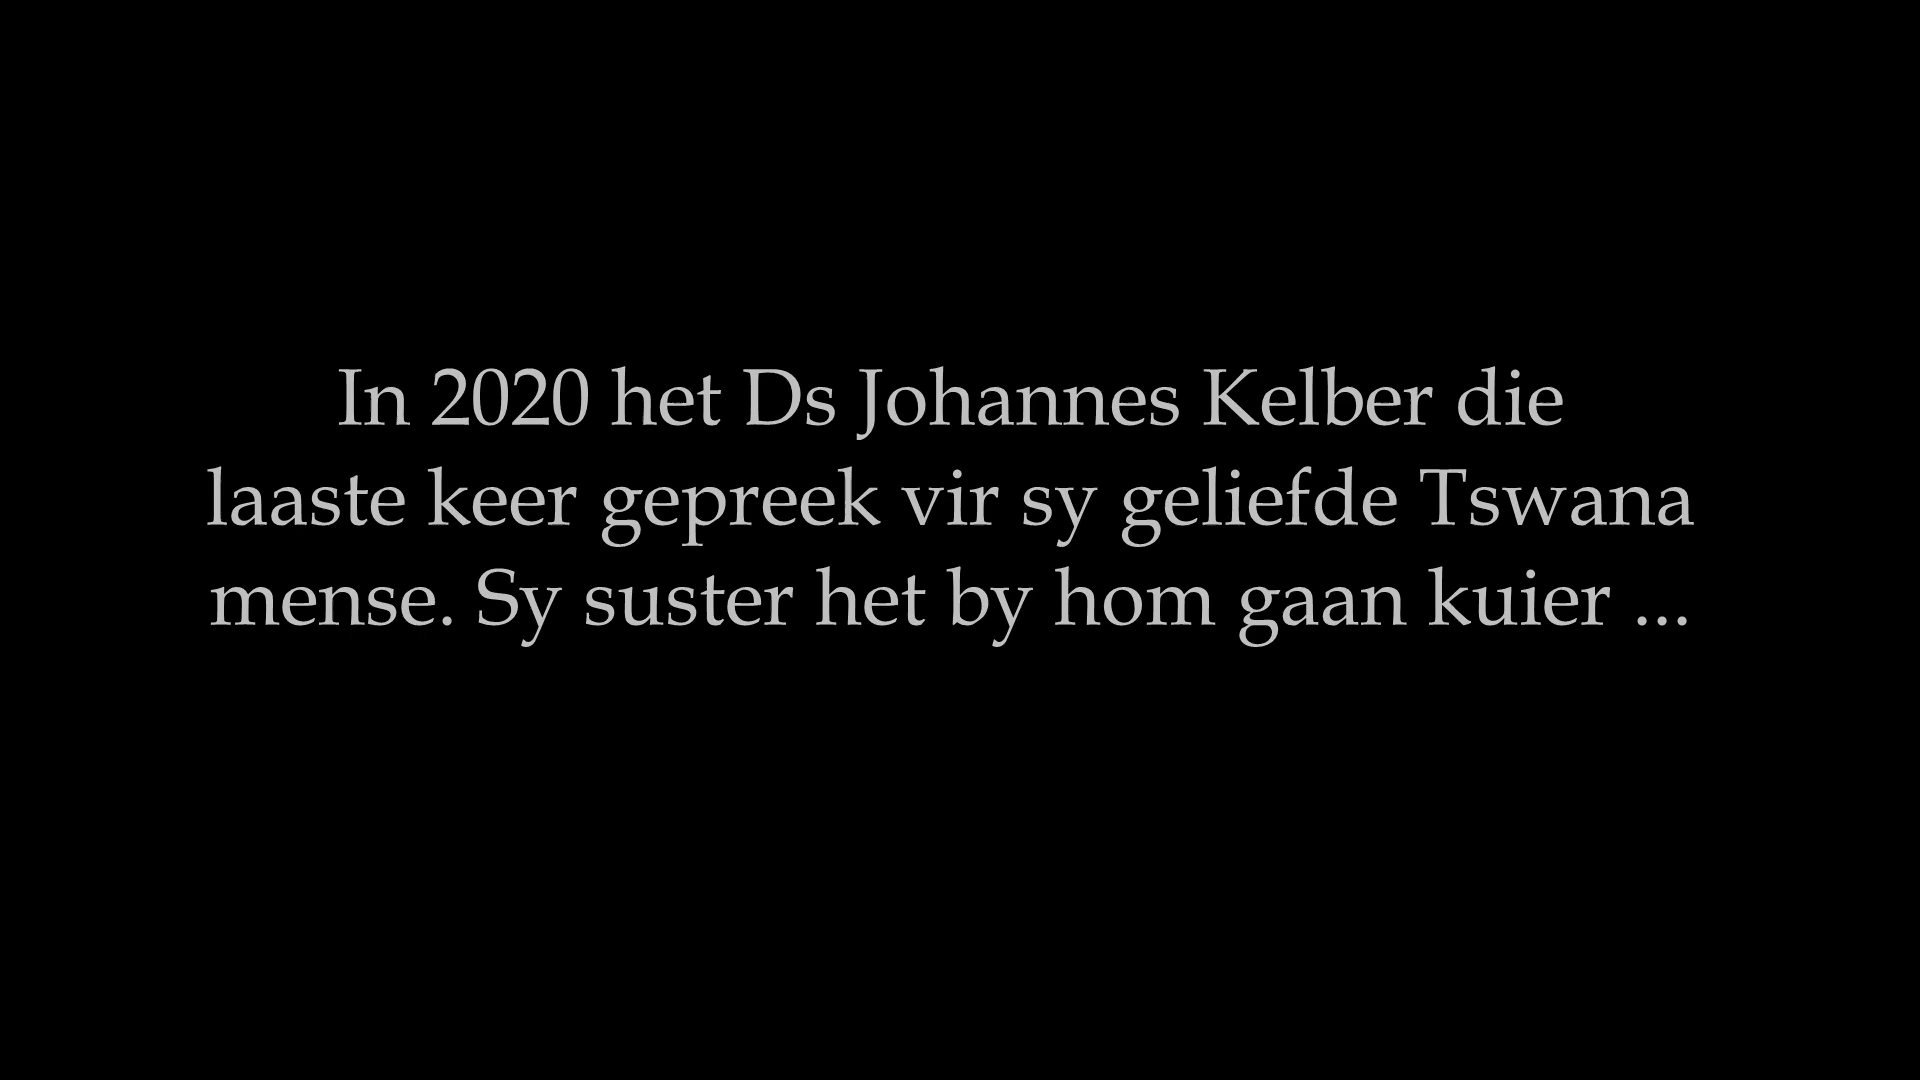 In 2020 het Ds Johannes Kelber die
laaste keer gepreek vir sy geliefde Tswana
mense. Sy suster het by hom gaan kuier ...